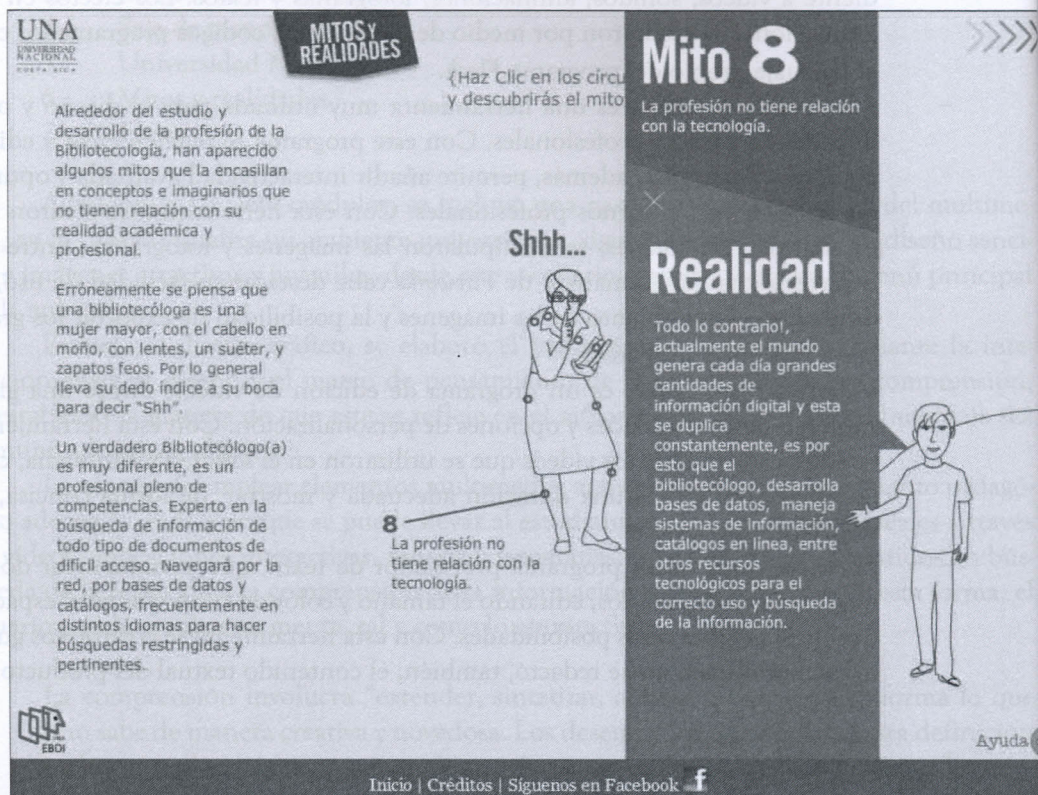 UNA
UNIVERSIDAD
NACIONAL
COSTA RICA
MITOS Y
REALIDADES
{Haz Clic en los círcu
y descubrirás el mito
Alrededor del estudio y
desarrollo de la profesión de la
Bibliotecología, han aparecido
algunos mitos que la encasillan
en conceptos e imaginarios que
no tienen relación con su
realidad académica y
profesional.
Erróneamente se piensa que
una bibliotecóloga es una
mujer mayor, con el cabello en
moño, con lentes, un suéter, y
zapatos feos. Por lo general
lleva su dedo índice a su boca
para decir "Shh".
Un verdadero Bibliotecólogo(a)
es muy diferente, es un
profesional pleno de
competencias. Experto en la
búsqueda de información de
todo tipo de documentos de
difícil acceso. Navegará por la
red, por bases de datos y
catálogos, frecuentemente en
distintos idiomas para hacer
búsquedas restringidas y
pertinentes.
Shhh...
8
La profesión no
tiene relación con la
tecnología.
Mito 8
La profesión no tiene relación
con la tecnología.
Realidad
Todo lo contrario!,
actualmente el mundo
genera cada día grandes
cantidades de
información digital y esta
se duplica
constantemente, es por
esto que el
bibliotecólogo, desarrolla
bases de datos, maneja
sistemas de Información,
catálogos en línea, entre
otros recursos
tecnológicos para el
correcto uso y búsqueda
de la información.
EBDI
Ayuda
Inicio | Créditos | Síguenos en Facebook f